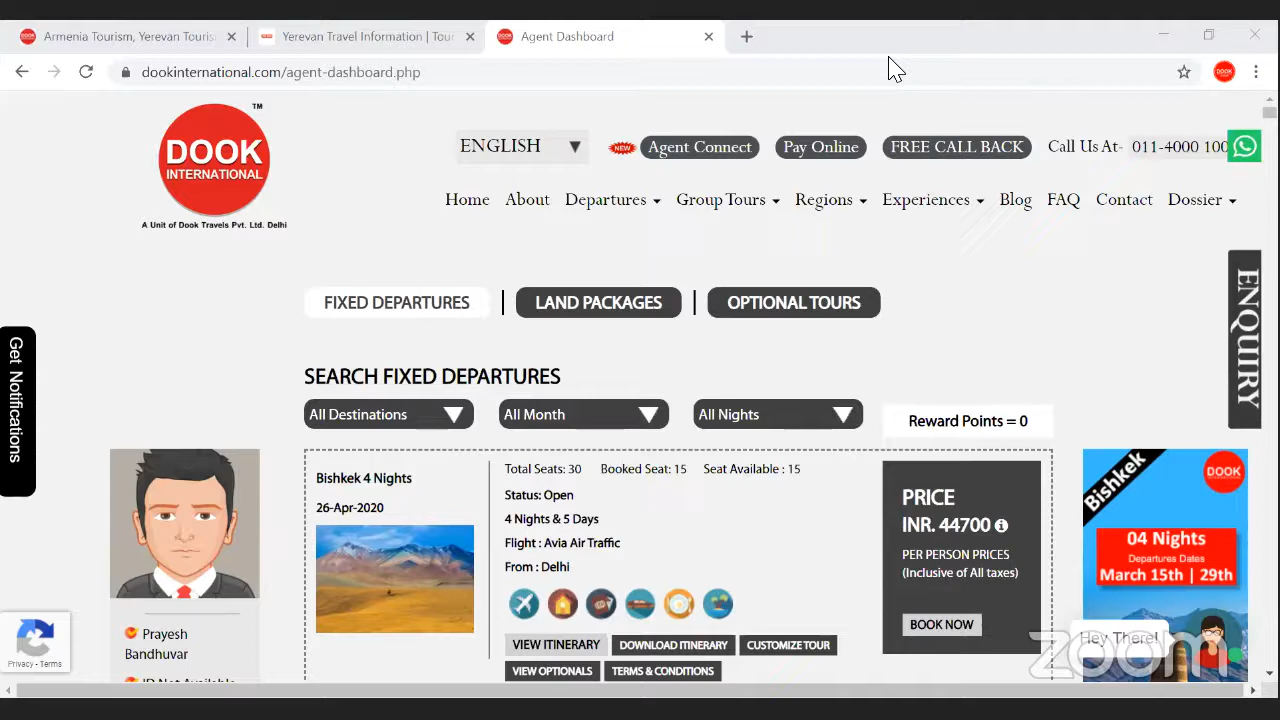 Armenia Tourism, Yerevan Touris
Yerevan Travel Information | Tour
Agent Dashboard
dookinternational.com/agent-dashboard.php
TM
DOOK
INTERNATIONAL
A Unit of Dook Travels Pvt. Ltd. Delhi
ENGLISH
NEW
Agent Connect
Pay Online
FREE CALL BACK
Call Us At- 011-4000 100
Home
About
Departures
Group Tours
Regions
Experiences
Blog
FAQ
Contact
Dossier
FIXED DEPARTURES
LAND PACKAGES
OPTIONAL TOURS
ENQUIRY
Get Notifications
SEARCH FIXED DEPARTURES
All Destinations
All Month
All Nights
Reward Points = 0
Bishkek 4 Nights
26-Apr-2020
Total Seats: 30 Booked Seat: 15 Seat Available : 15
Status: Open
4 Nights & 5 Days
Flight : Avia Air Traffic
From : Delhi
VIEW ITINERARY
DOWNLOAD ITINERARY
CUSTOMIZE TOUR
VIEW OPTIONALS
TERMS & CONDITIONS
PRICE
INR. 44700
PER PERSON PRICES
(Inclusive of All taxes)
BOOK NOW
Bishkek
DOOK
04 Nights
Departures Dates
March 15th | 29th
Hey There!
zoom
Prayesh
Bandhuvar
ID Not Available
Privacy - Terms